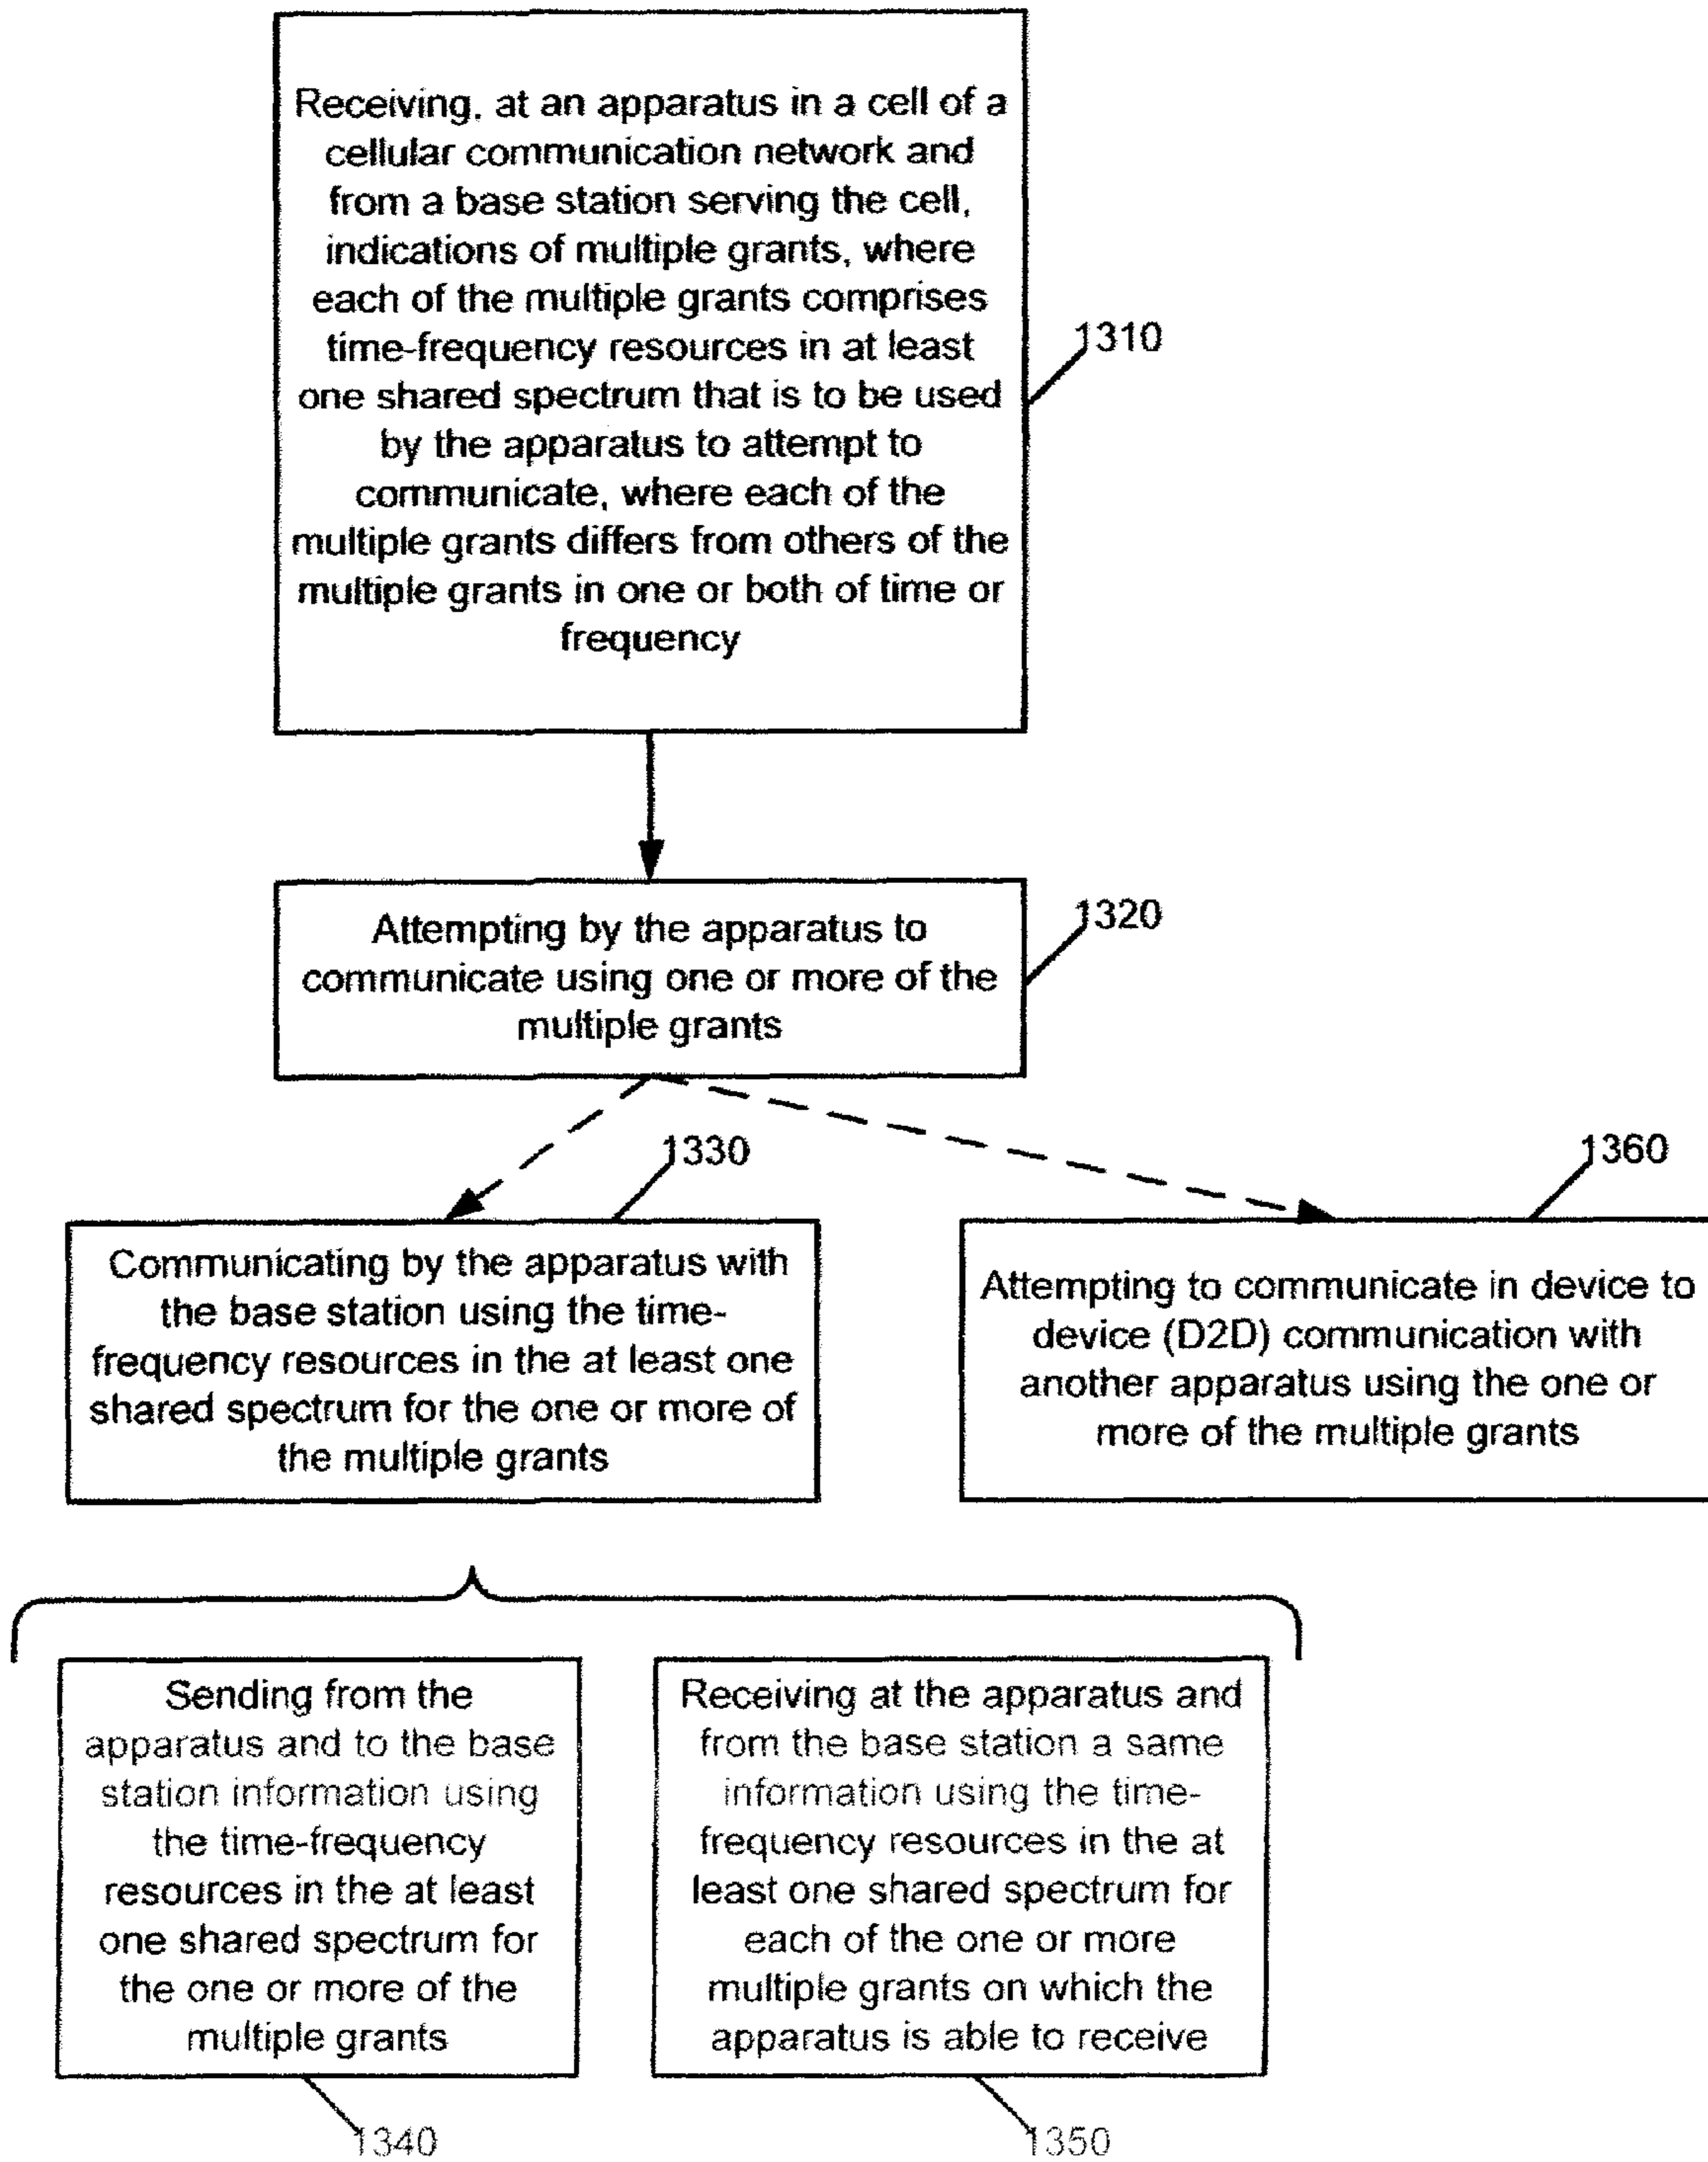 Receiving, at an apparatus in a cell of a
cellular communication network and
from a base station serving the cell,
indications of multiple grants, where
each of the multiple grants comprises
time-frequency resources in at least
one shared spectrum that is to be used
by the apparatus to attempt to
communicate, where each of the
multiple grants differs from others of the
multiple grants in one or both of time or
frequency
1310
Attempting by the apparatus to
communicate using one or more of the
multiple grants
1320
1330
Communicating by the apparatus with
the base station using the time-
frequency resources in the at least one
shared spectrum for the one or more of
the multiple grants
1360
Attempting to communicate in device to
device (D2D) communication with
another apparatus using the one or
more of the multiple grants
Sending from the
apparatus and to the base
station information using
the time-frequency
resources in the at least
one shared spectrum for
the one or more of the
multiple grants
1340
Receiving at the apparatus and
from the base station a same
information using the time-
frequency resources in the at
least one shared spectrum for
each of the one or more
multiple grants on which the
apparatus is able to receive
1350